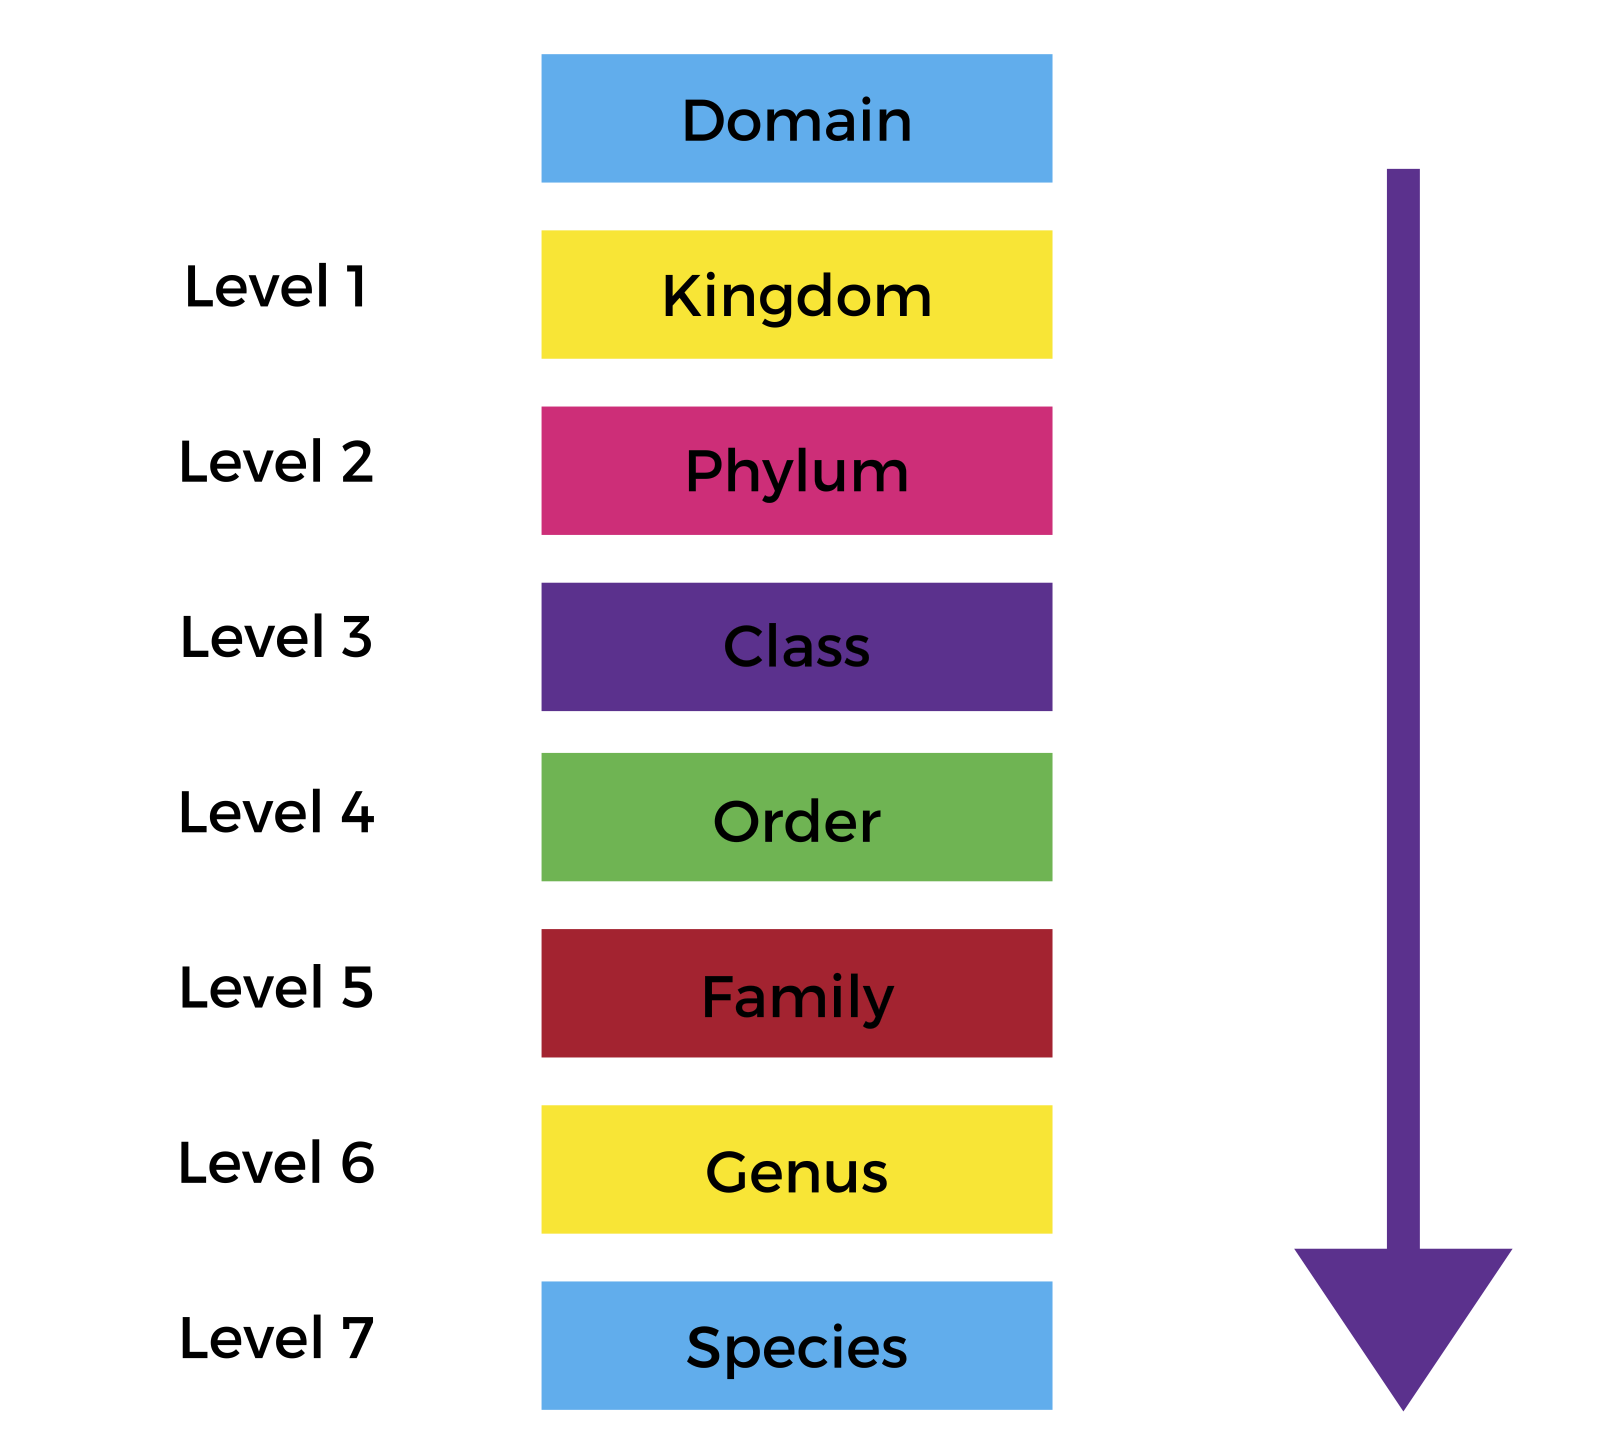 Domain
Level 1 Kingdom
Level 2 Phylum
Level 3 Class
Level 4 Order
Level 5 Family
Level 6 Genus
Level 7 Species